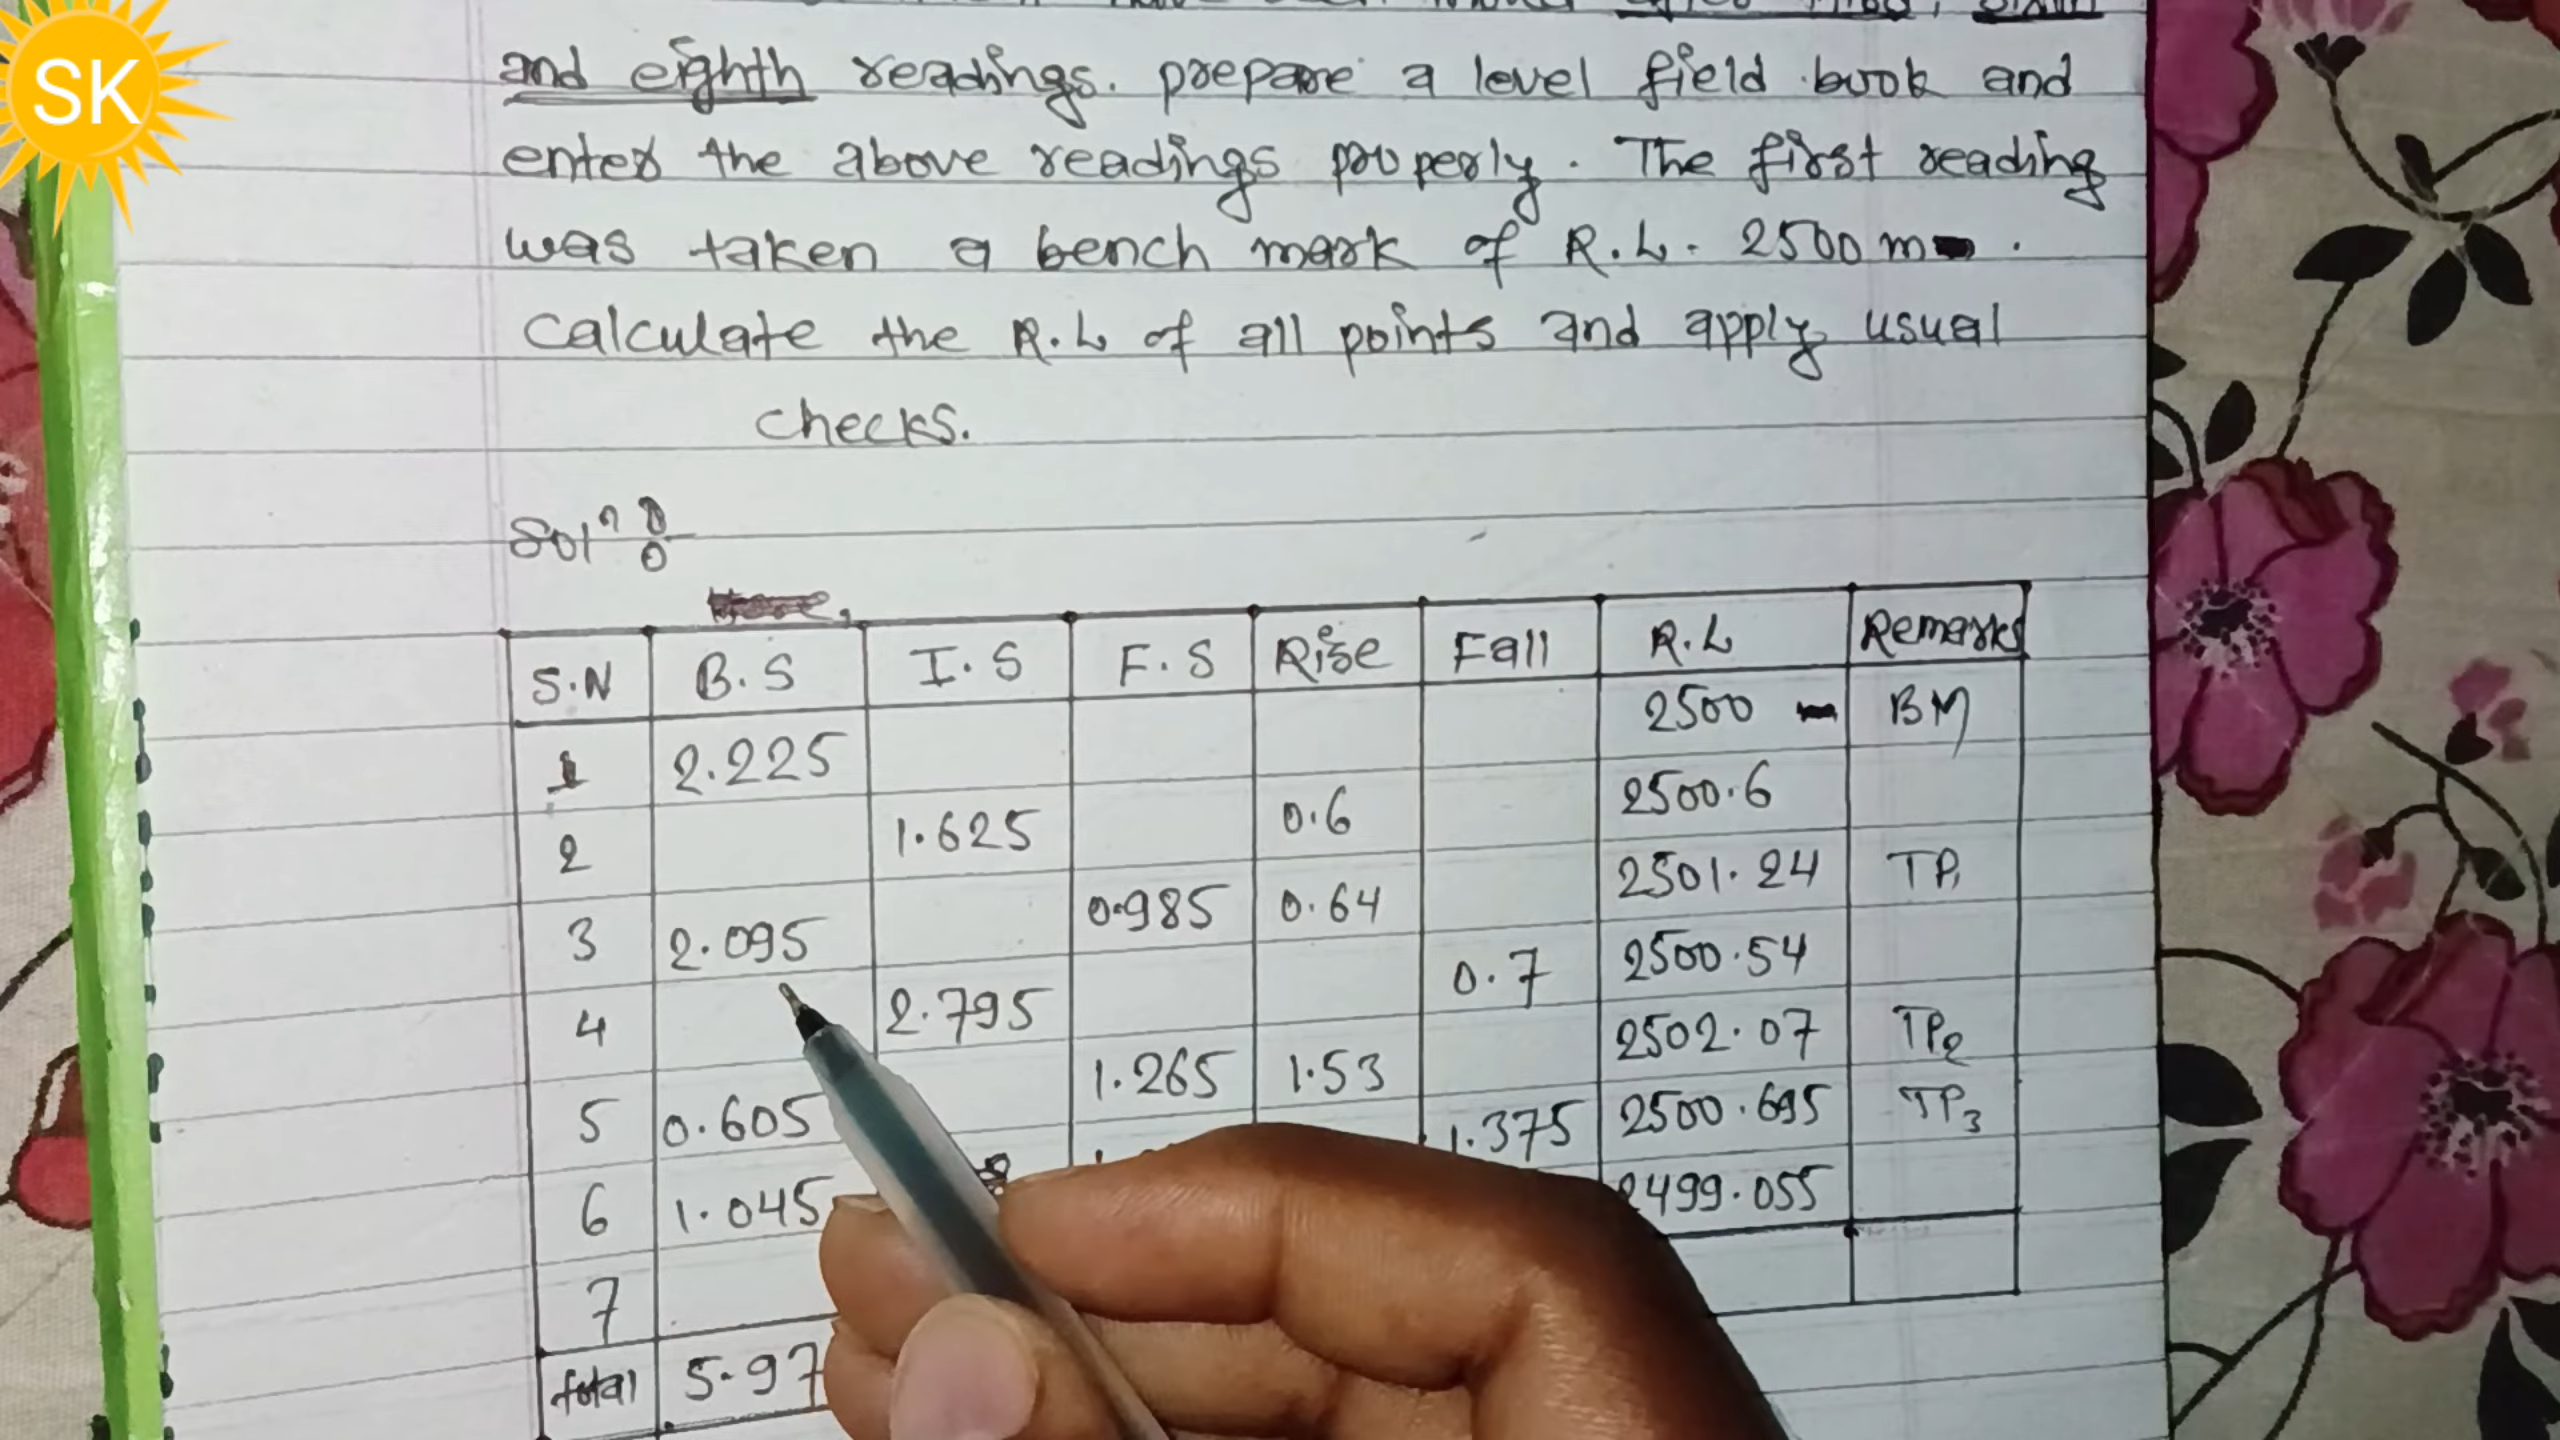 SK
and eighth readings. prepare a level field book and
enter the above readings properly. The first reading
was taken a bench mark of R.L. 2500 m .
Calculate the R.L of all points and apply usual
checks.
Solⁿ :
S.N B.S I.S F.S Rise Fall R.L Remarks
1 2.225 2500 - BM
2 1.625 0.6 2500.6
3 2.095 0.985 0.64 2501.24 TP1
4 2.795 0.7 2500.54
5 0.605 1.265 1.53 2502.07 TP2
6 1.045 1.375 2500.695 TP3
7 2499.055
total 5.97